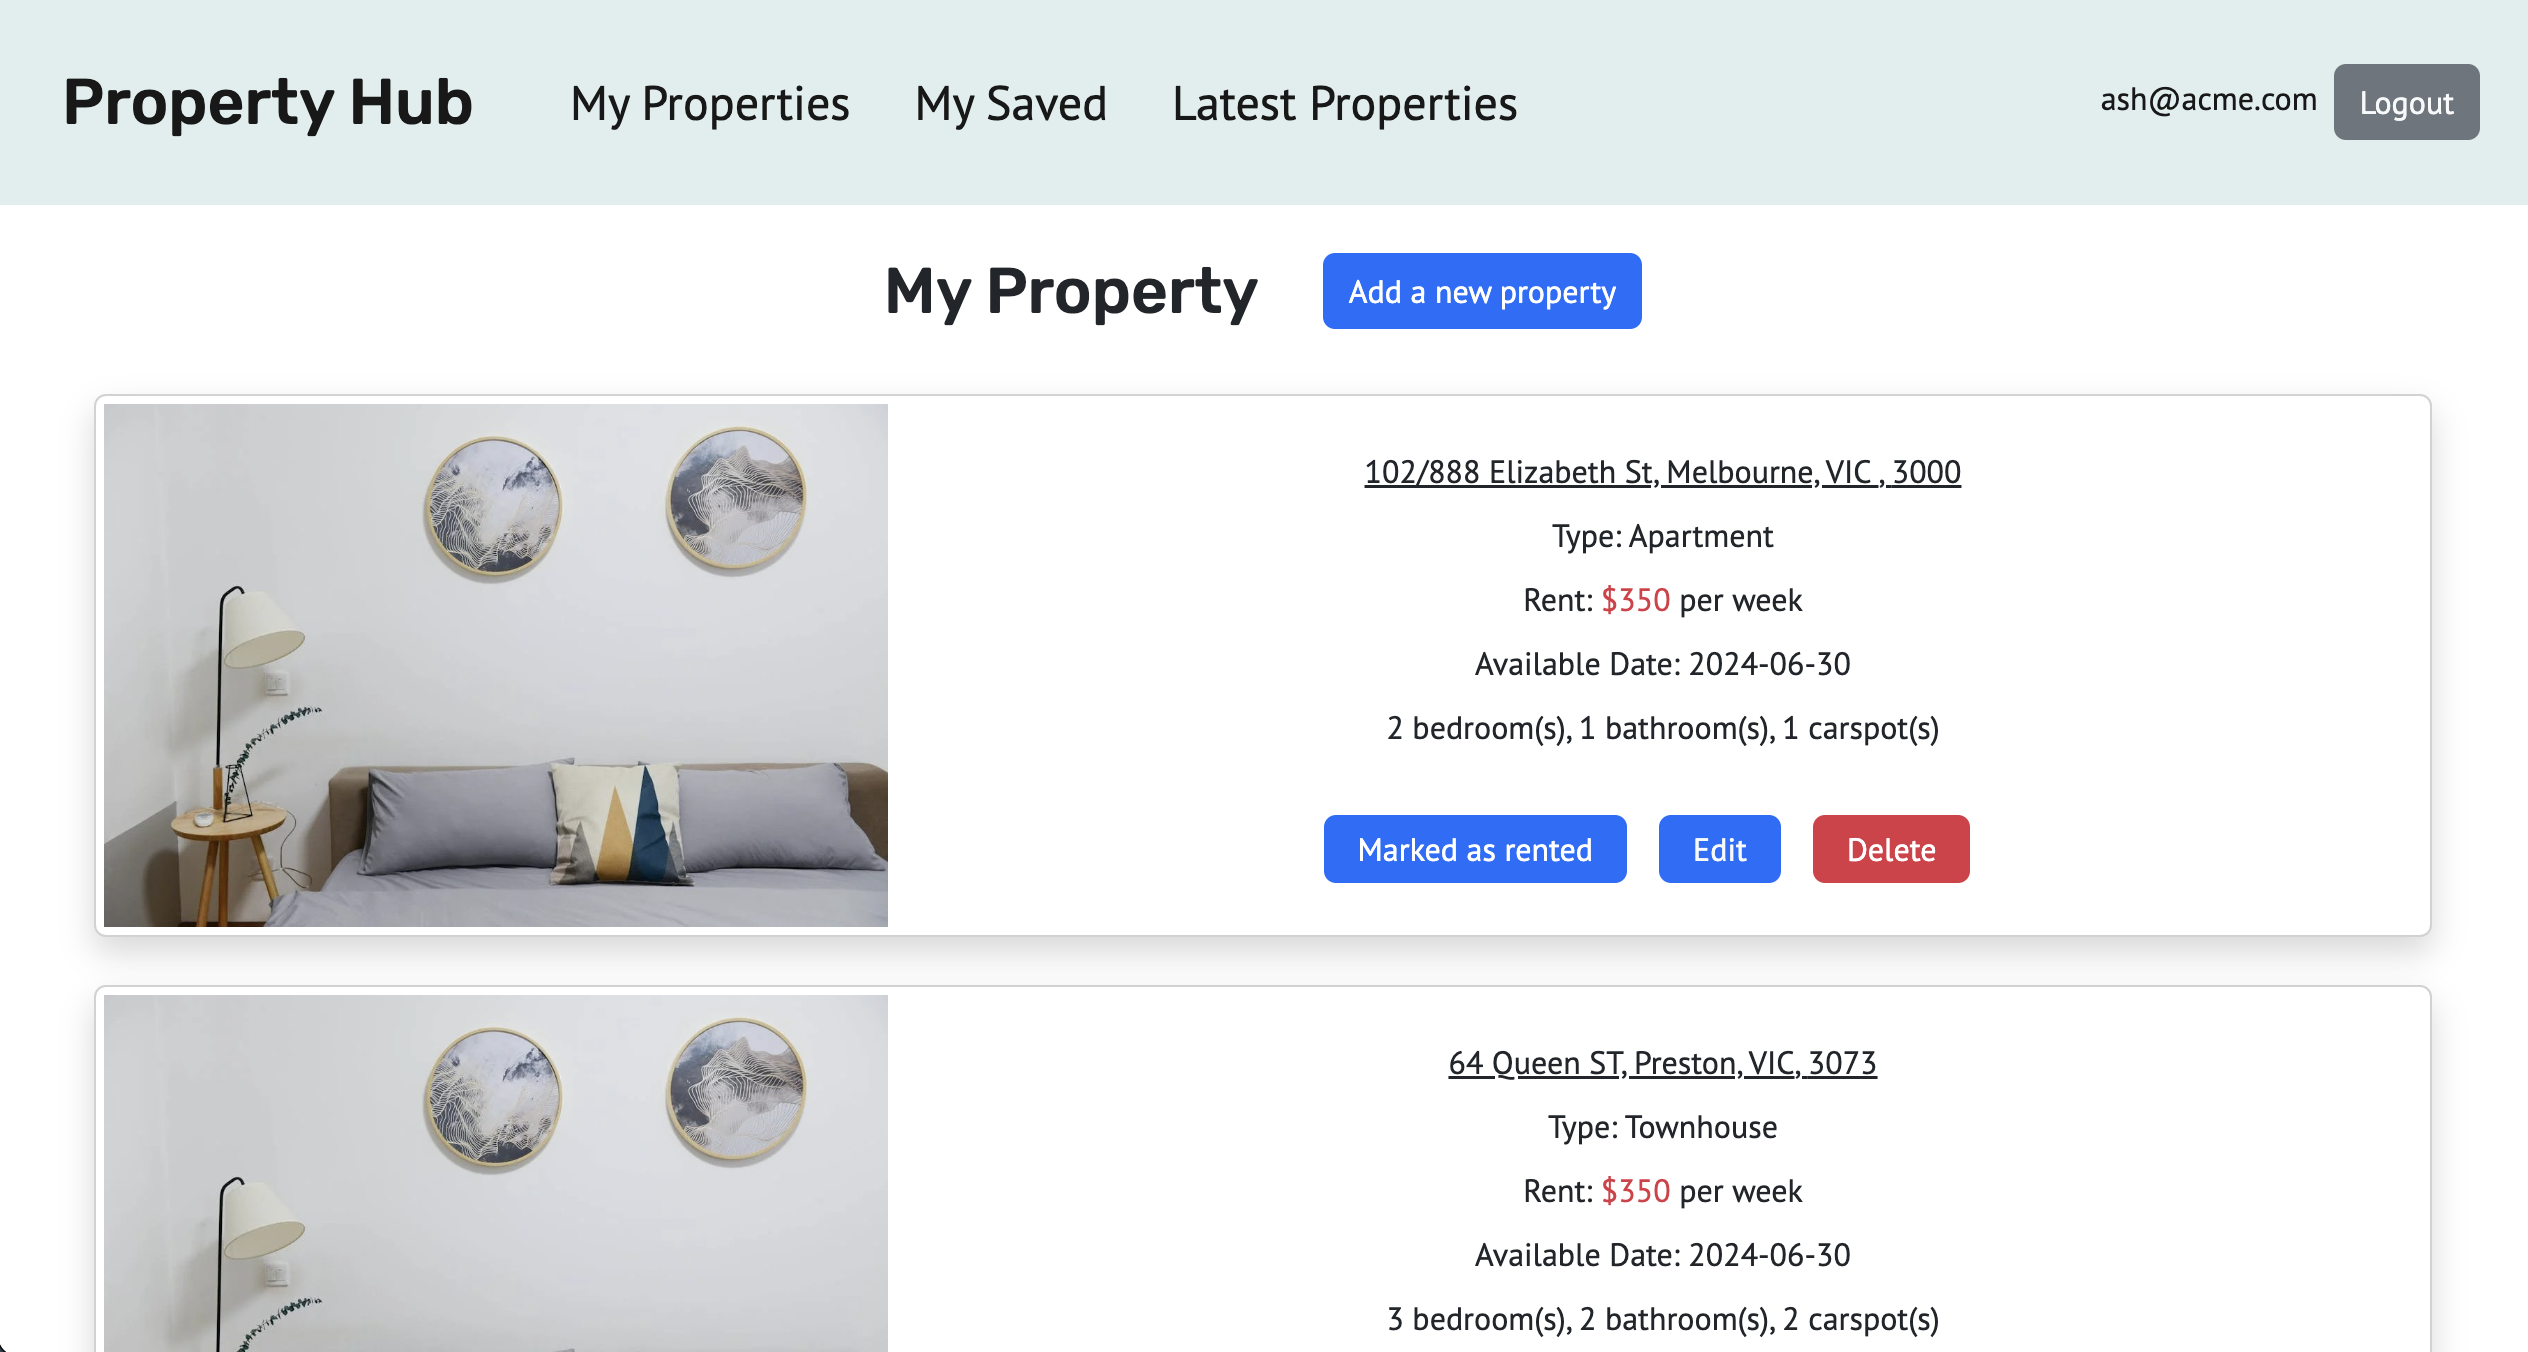 Property Hub
My Properties
My Saved
Latest Properties
ash@acme.com
Logout
My Property
Add a new property
102/888 Elizabeth St, Melbourne, VIC , 3000
Type: Apartment
Rent: $350 per week
Available Date: 2024-06-30
2 bedroom(s), 1 bathroom(s), 1 carspot(s)
Marked as rented
Edit
Delete
64 Queen ST, Preston, VIC, 3073
Type: Townhouse
Rent: $350 per week
Available Date: 2024-06-30
3 bedroom(s), 2 bathroom(s), 2 carspot(s)